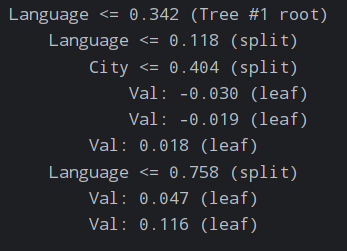 Language <= 0.342 (Tree #1 root)
Language <= 0.118 (split)
City <= 0.404 (split)
Val: -0.030 (leaf)
Val: -0.019 (leaf)
Val: 0.018 (leaf)
Language <= 0.758 (split)
Val: 0.047 (leaf)
Val: 0.116 (leaf)